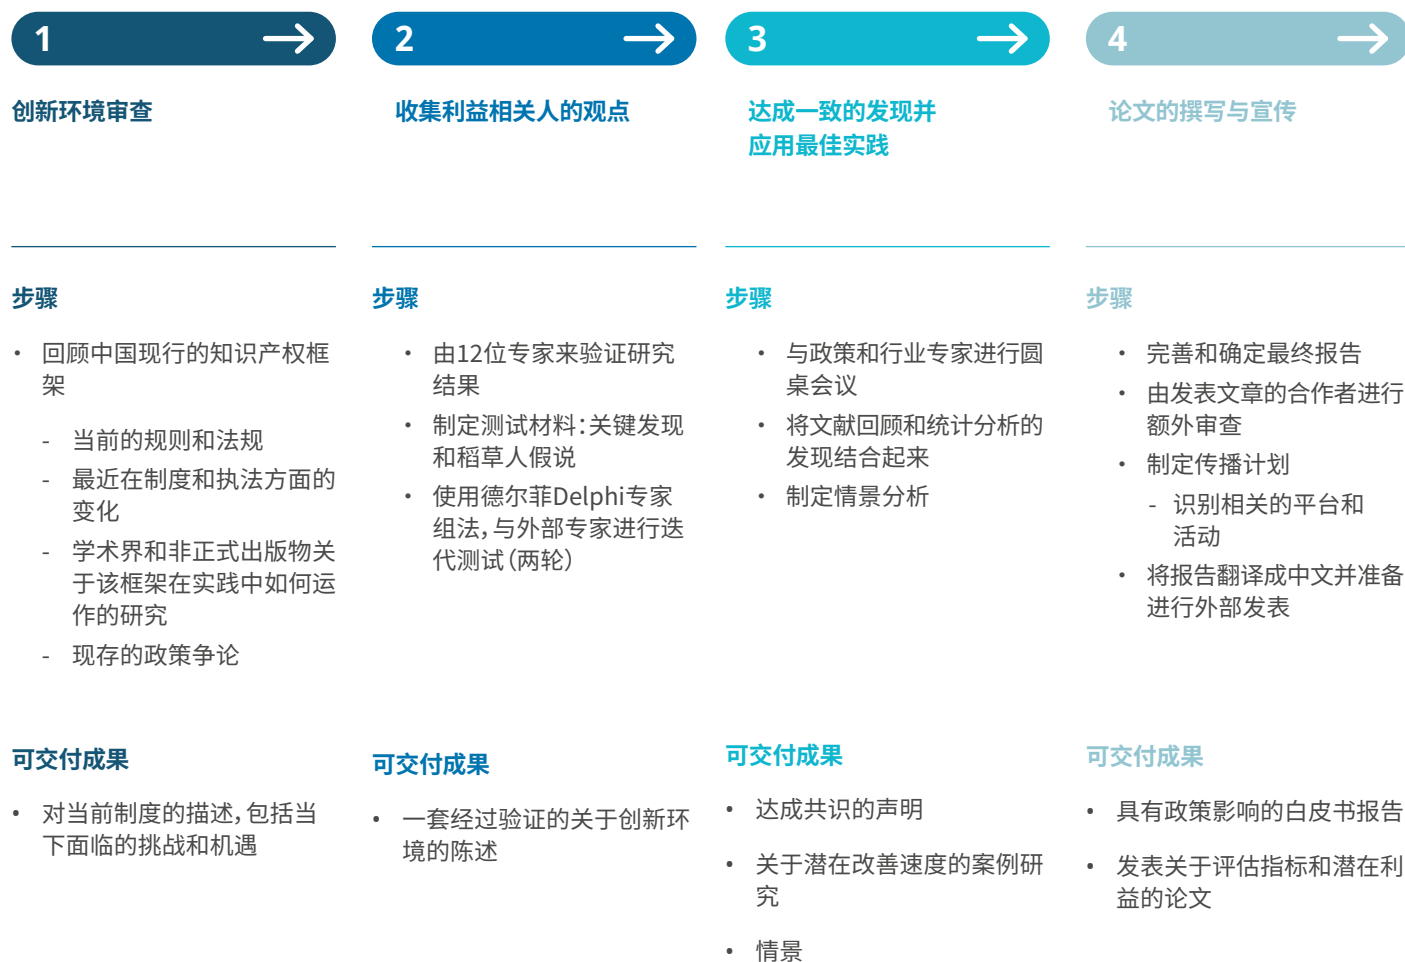 1
创新环境审查
步骤
• 回顾中国现行的知识产权框
架
- 当前的规则和法规
- 最近在制度和执法方面的
变化
- 学术界和非正式出版物关
于该框架在实践中如何运
作的研究
- 现存的政策争论
可交付成果
• 对当前制度的描述，包括当
下面临的挑战和机遇
2
收集利益相关人的观点
步骤
• 由12位专家来验证研究
结果
• 制定测试材料：关键发现
和稻草人假说
• 使用德尔菲Delphi专家
组法，与外部专家进行迭
代测试（两轮）
可交付成果
• 一套经过验证的关于创新环
境的陈述
3
达成一致的发现并
应用最佳实践
步骤
• 与政策和行业专家进行圆
桌会议
• 将文献回顾和统计分析的
发现结合起来
• 制定情景分析
可交付成果
• 达成共识的声明
• 关于潜在改善速度的案例研
究
• 情景
4
论文的撰写与宣传
步骤
• 完善和确定最终报告
• 由发表文章的合作者进行
额外审查
• 制定传播计划
- 识别相关的平台和
活动
• 将报告翻译成中文并准备
进行外部发表
可交付成果
• 具有政策影响的白皮书报告
• 发表关于评估指标和潜在利
益的论文